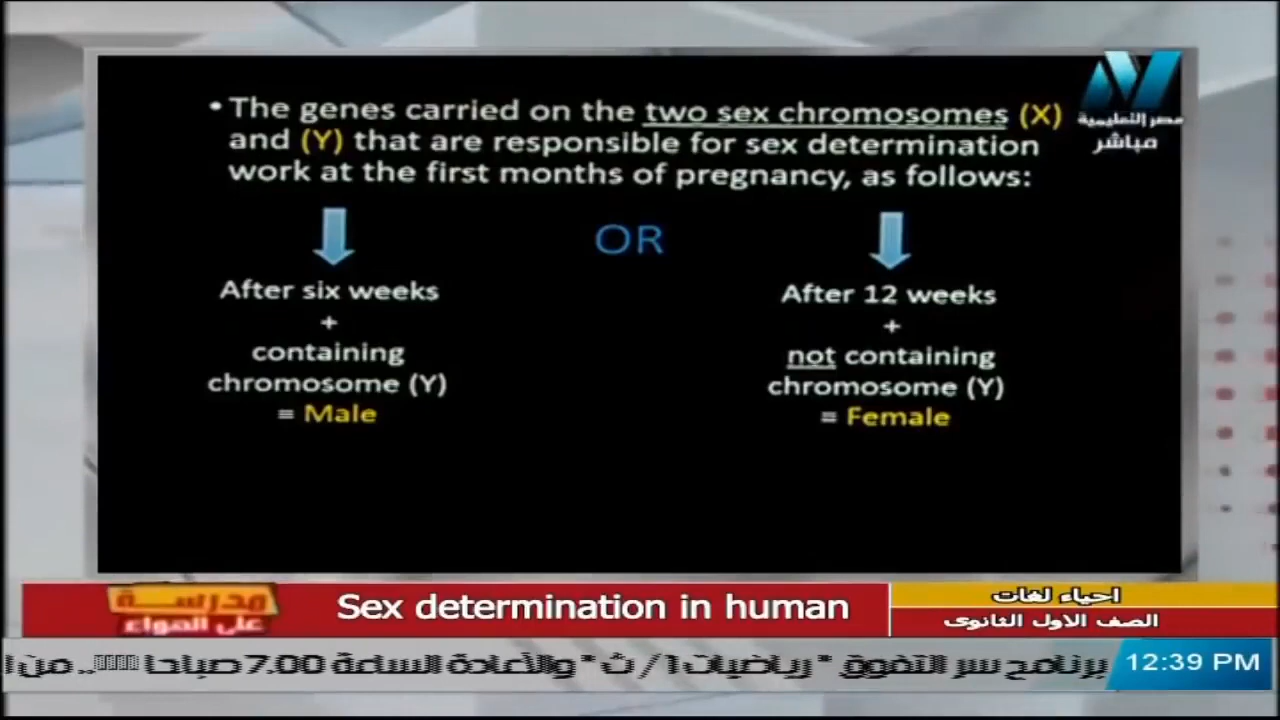 • The genes carried on the two sex chromosomes (X)
and (Y) that are responsible for sex determination
work at the first months of pregnancy, as follows:
OR
After six weeks
+
containing
chromosome (Y)
= Male
After 12 weeks
+
not containing
chromosome (Y)
= Female
مصر التعليمية
مباشر
مدرسة
على الهواء
Sex determination in human
احياء لغات
الصف الاول الثانوى
برنامج سر التفوق " رياضيات ١ / ث " والأعادة الساعة 7.00 صباحا .. من ا
12:39 PM